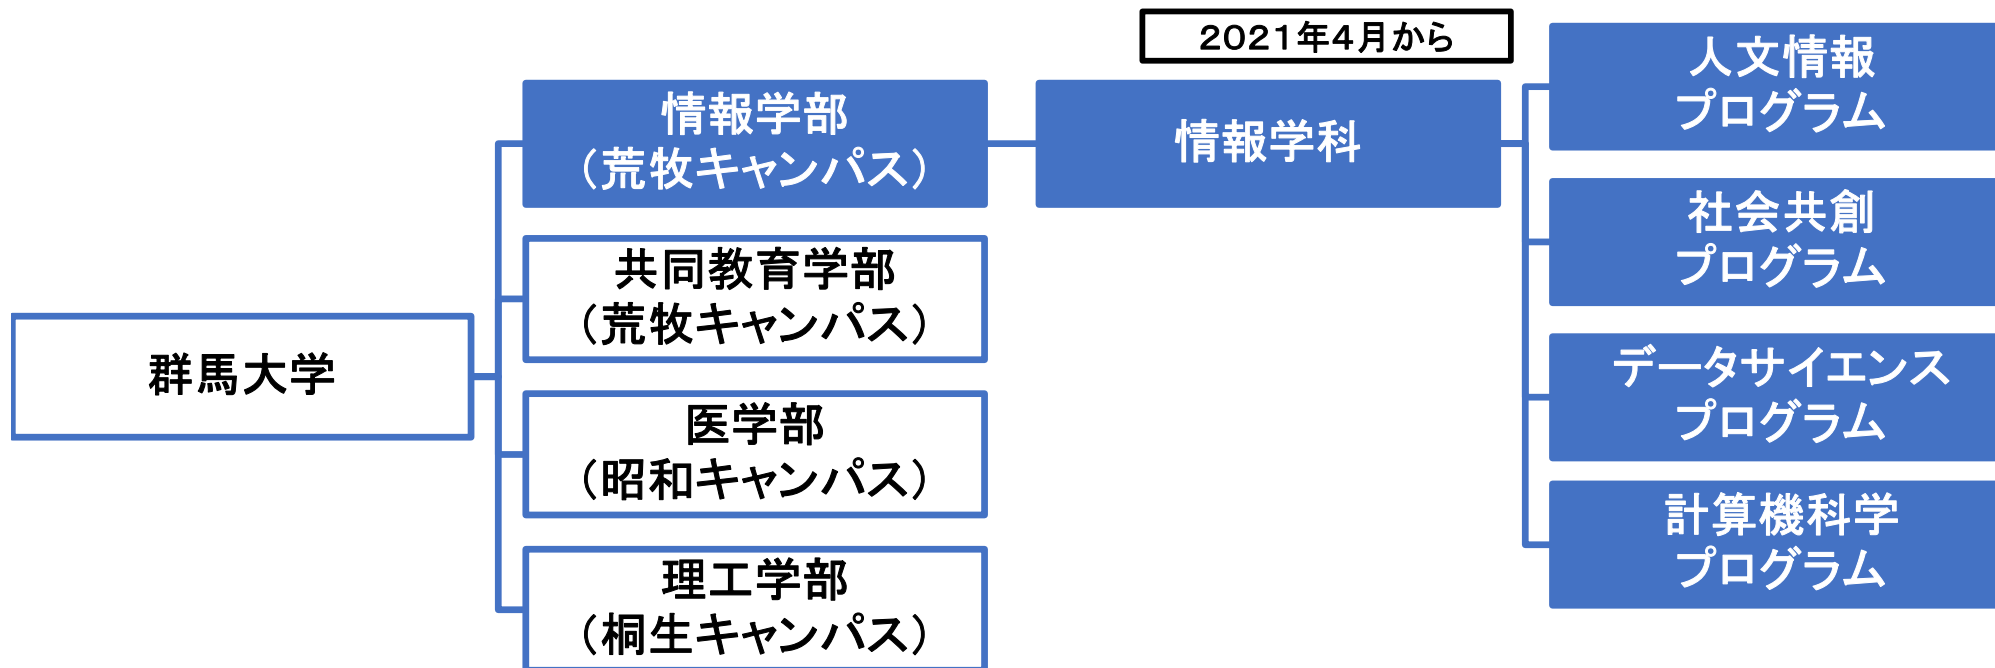 2021年4月から
群馬大学
情報学部
（荒牧キャンパス）
共同教育学部
（荒牧キャンパス）
医学部
（昭和キャンパス）
理工学部
（桐生キャンパス）
情報学科
人文情報
プログラム
社会共創
プログラム
データサイエンス
プログラム
計算機科学
プログラム